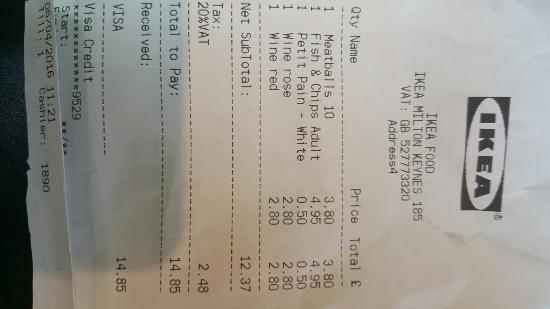 IKEA ®
IKEA FOOD
IKEA MILTON KEYNES 185
VAT: GB 527773320
Address4
Qty Name Price Total £
1 Meatballs 10 3.80 3.80
1 Fish & Chips Adult 4.95 4.95
1 Petit Pain - White 0.50 0.50
1 Wine rose 2.80 2.80
1 Wine red 2.80 2.80
Net SubTotal: 12.37
Tax:
20%VAT 2.48
Total to Pay: 14.85
Received:
VISA 14.85
Visa Credit
************9529
Start: **/**
06/04/2016 11:21
Till: 1 Cashier: 1890